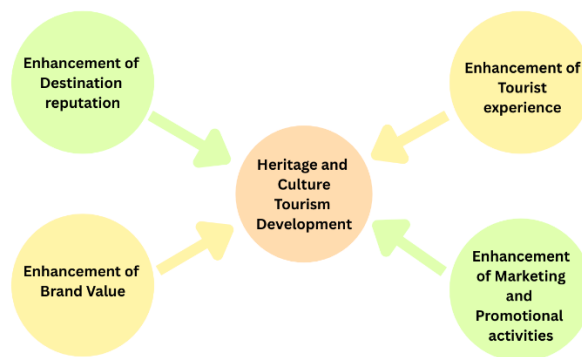 Enhancement of
Destination
reputation
Enhancement of
Tourist
experience
Heritage and
Culture
Tourism
Development
Enhancement of
Brand Value
Enhancement
of Marketing
and
Promotional
activities